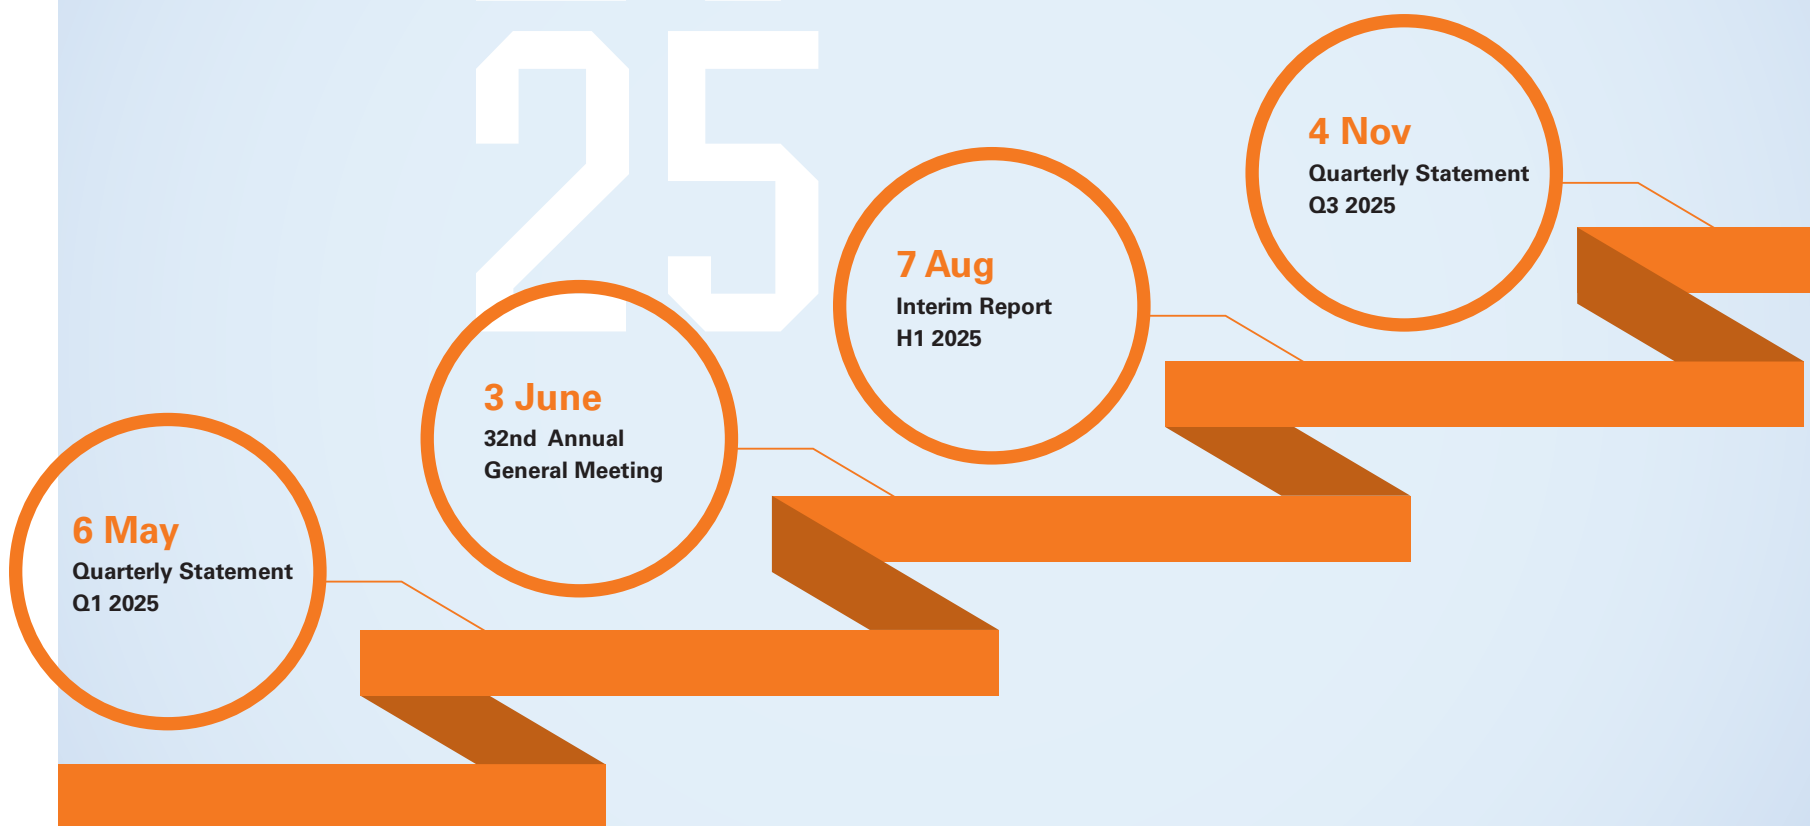 25
4 Nov
Quarterly Statement
Q3 2025
7 Aug
Interim Report
H1 2025
3 June
32nd Annual
General Meeting
6 May
Quarterly Statement
Q1 2025